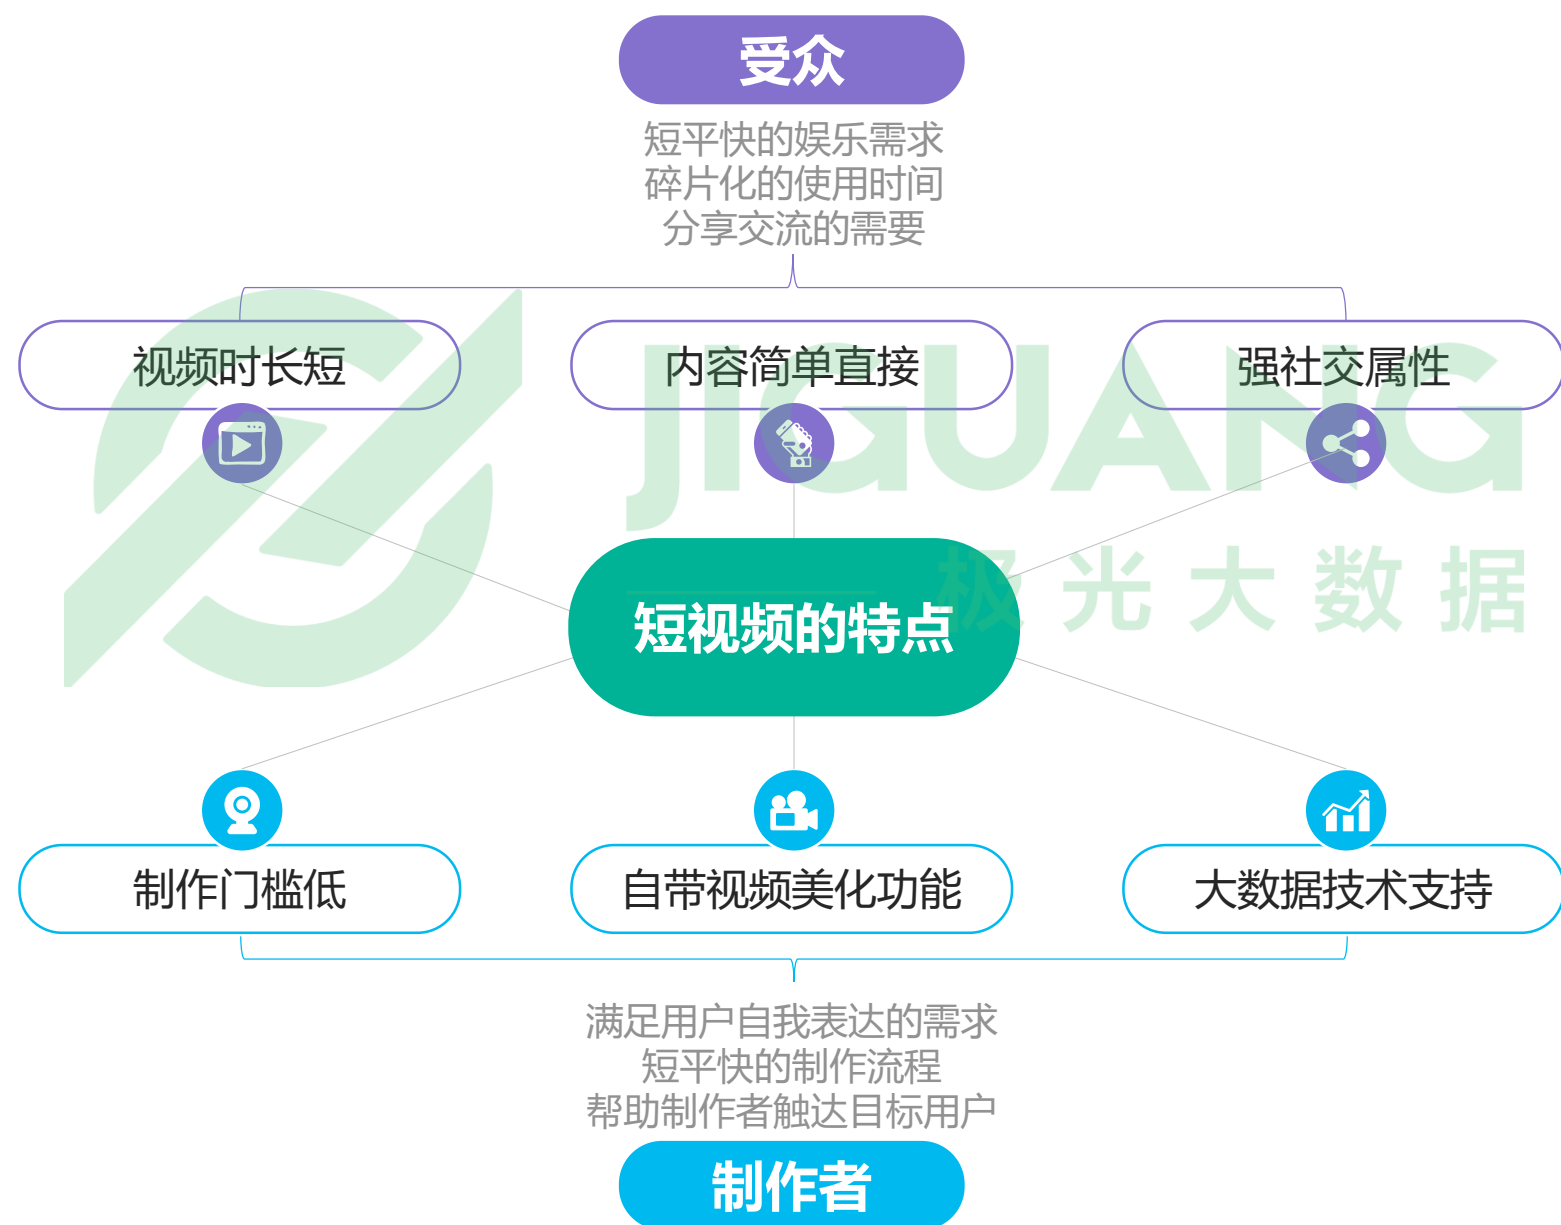 受众
短平快的娱乐需求
碎片化的使用时间
分享交流的需要
视频时长短
内容简单直接
强社交属性
JIGUANG
极光大数据
短视频的特点
制作门槛低
自带视频美化功能
大数据技术支持
满足用户自我表达的需求
短平快的制作流程
帮助制作者触达目标用户
制作者